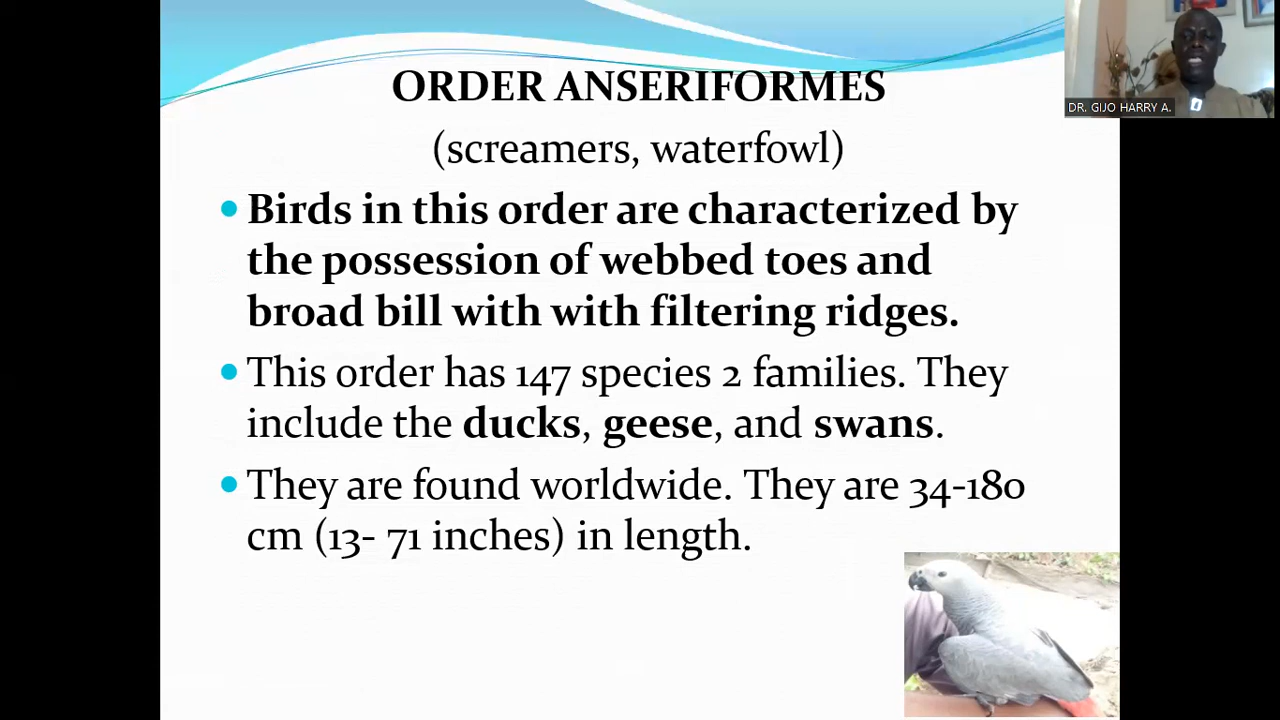 ORDER ANSERIFORMES
(screamers, waterfowl)
• Birds in this order are characterized by
the possession of webbed toes and
broad bill with with filtering ridges.
• This order has 147 species 2 families. They
include the ducks, geese, and swans.
• They are found worldwide. They are 34-180
cm (13- 71 inches) in length.
DR. GIJO HARRY A.